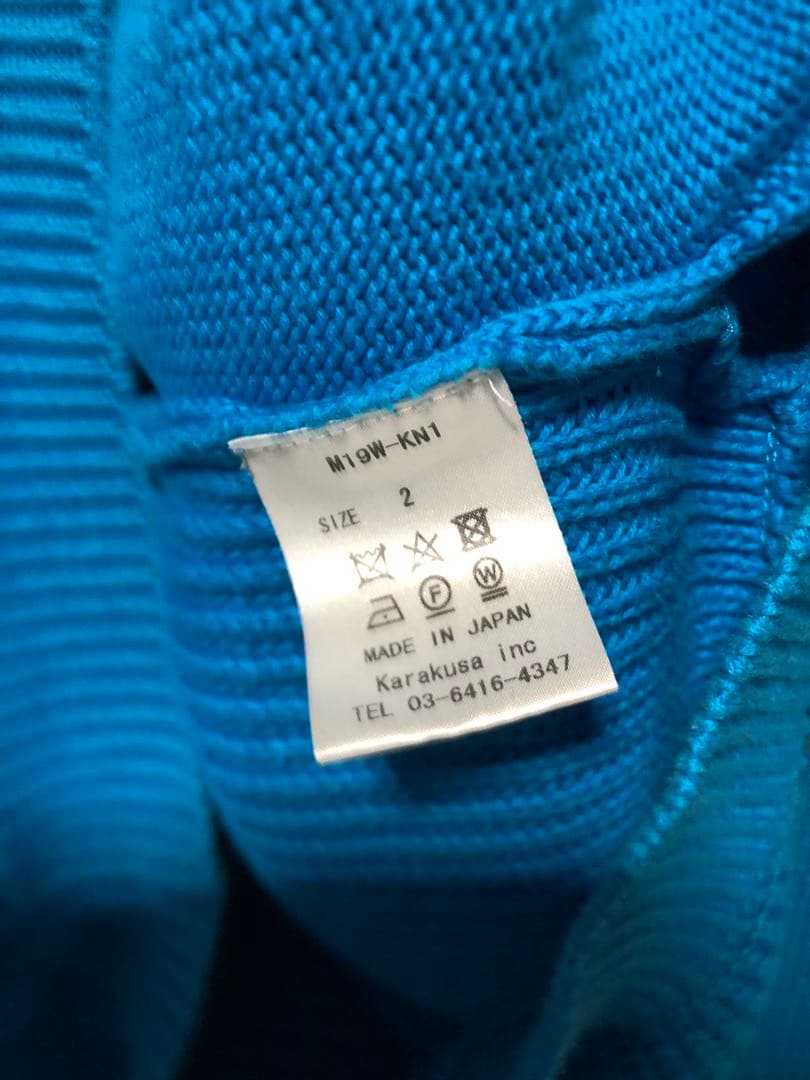 M19W-KN1
SIZE 2
F W
MADE IN JAPAN
Karakusa inc
TEL 03-6416-4347